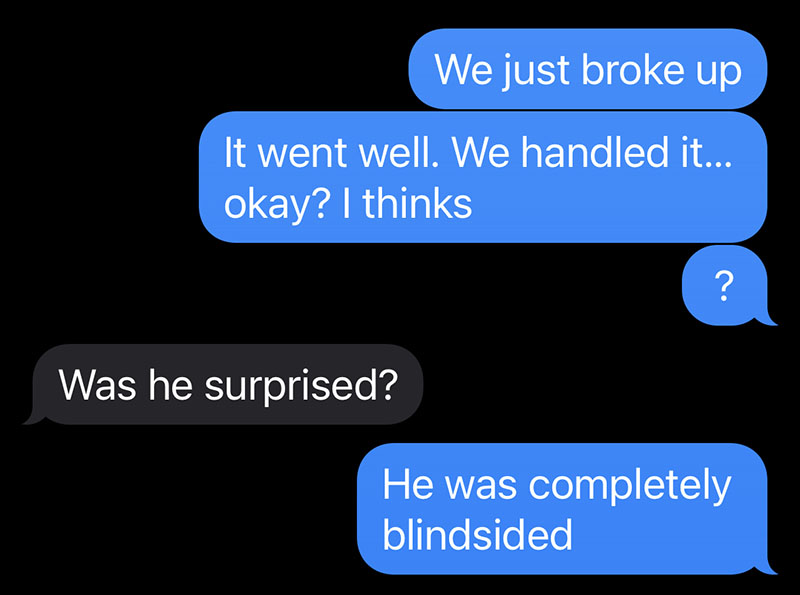 We just broke up
It went well. We handled it...
okay? I thinks
?
Was he surprised?
He was completely
blindsided